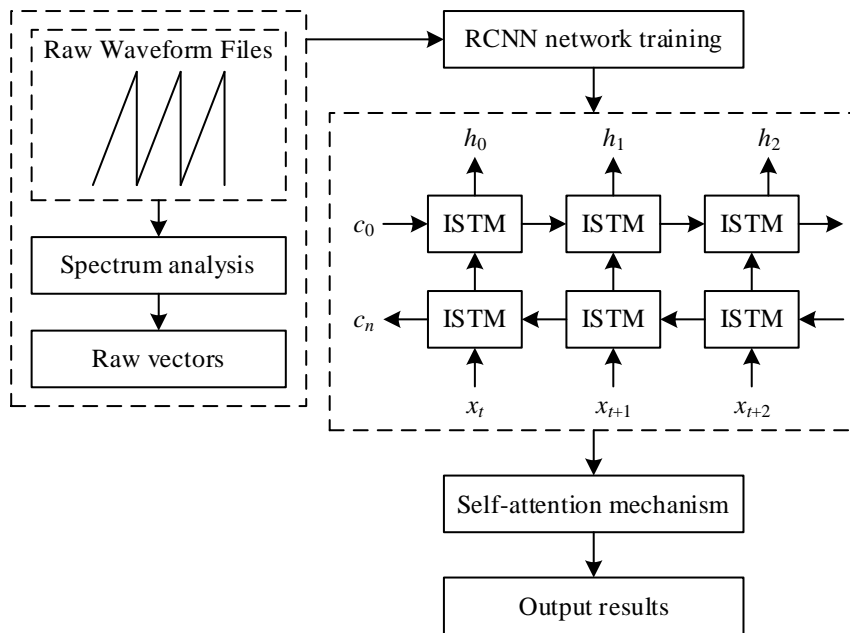 Raw Waveform Files
Spectrum analysis
Raw vectors
RCNN network training
h0 h1 h2
c0 ISTM ISTM ISTM
cn ISTM ISTM ISTM
xt xt+1 xt+2
Self-attention mechanism
Output results